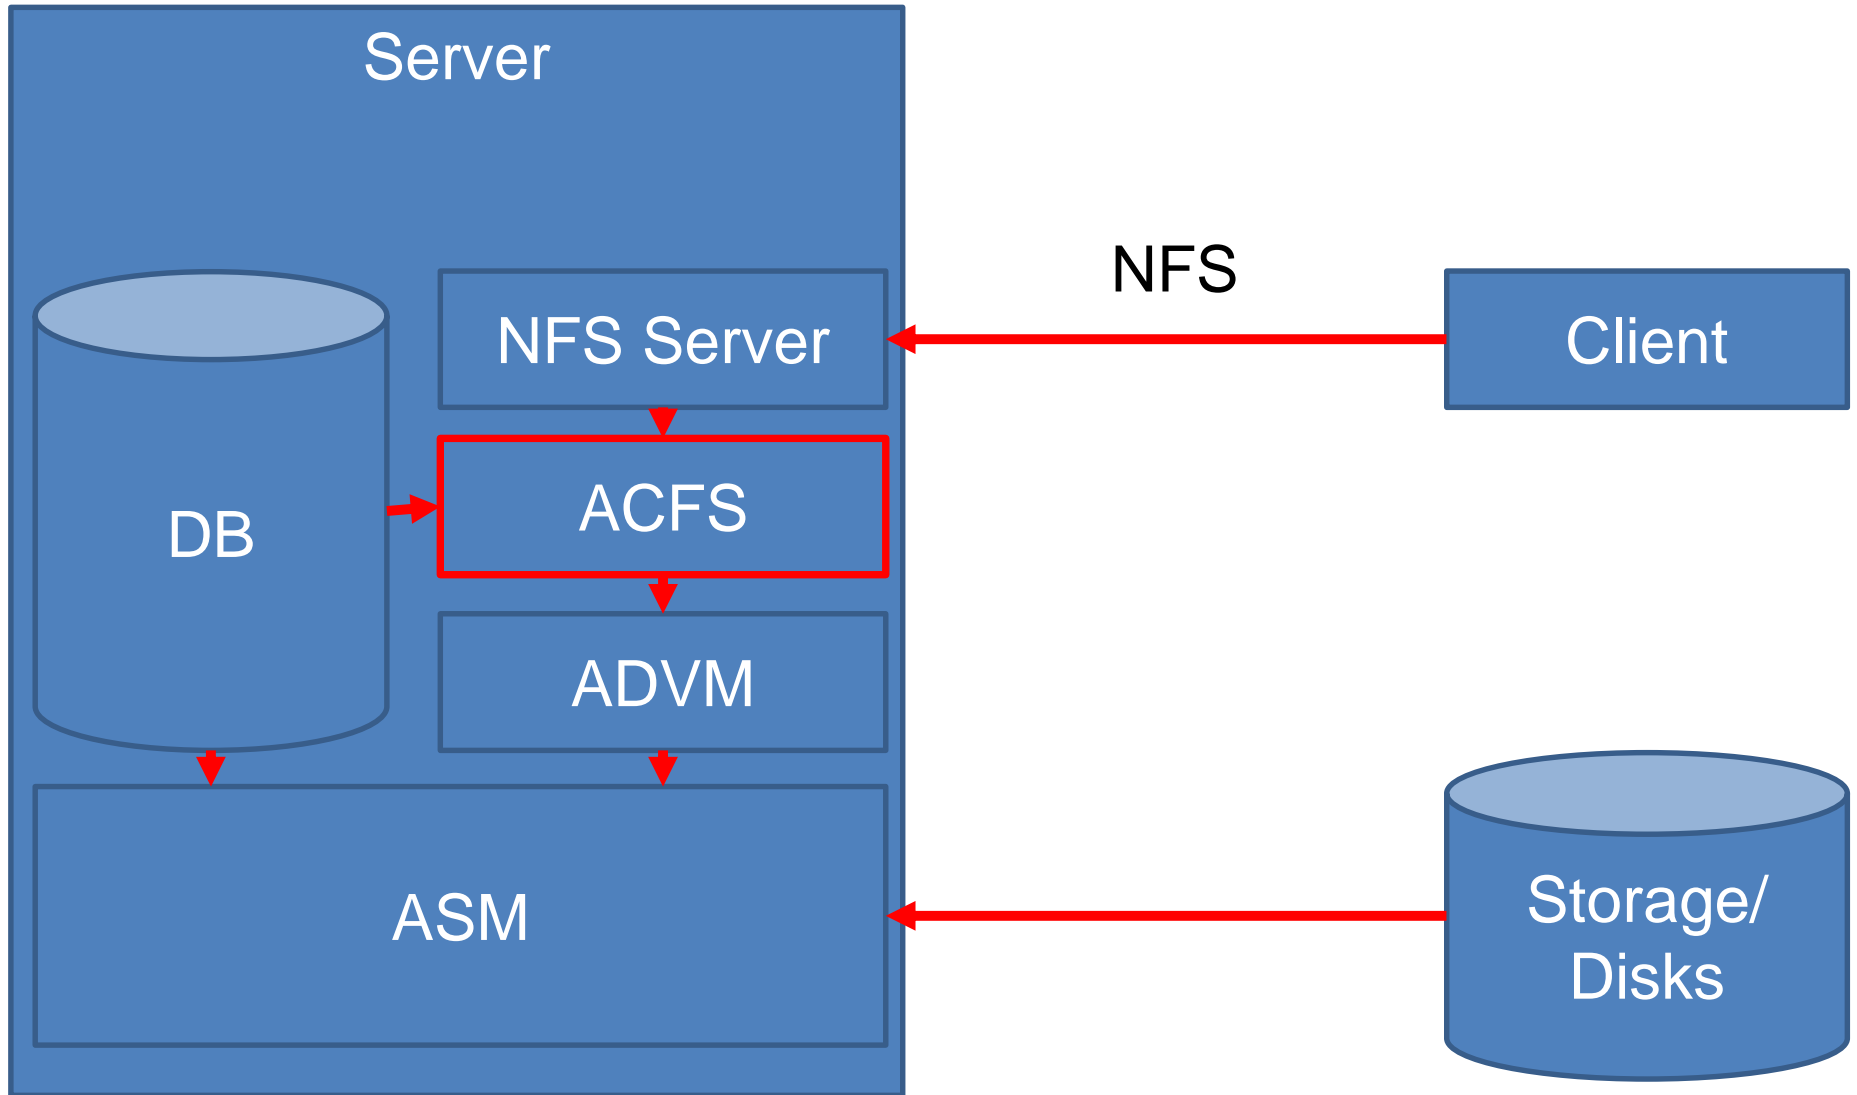 Server
NFS
NFS Server
Client
ACFS
DB
ADVM
ASM
Storage/
Disks